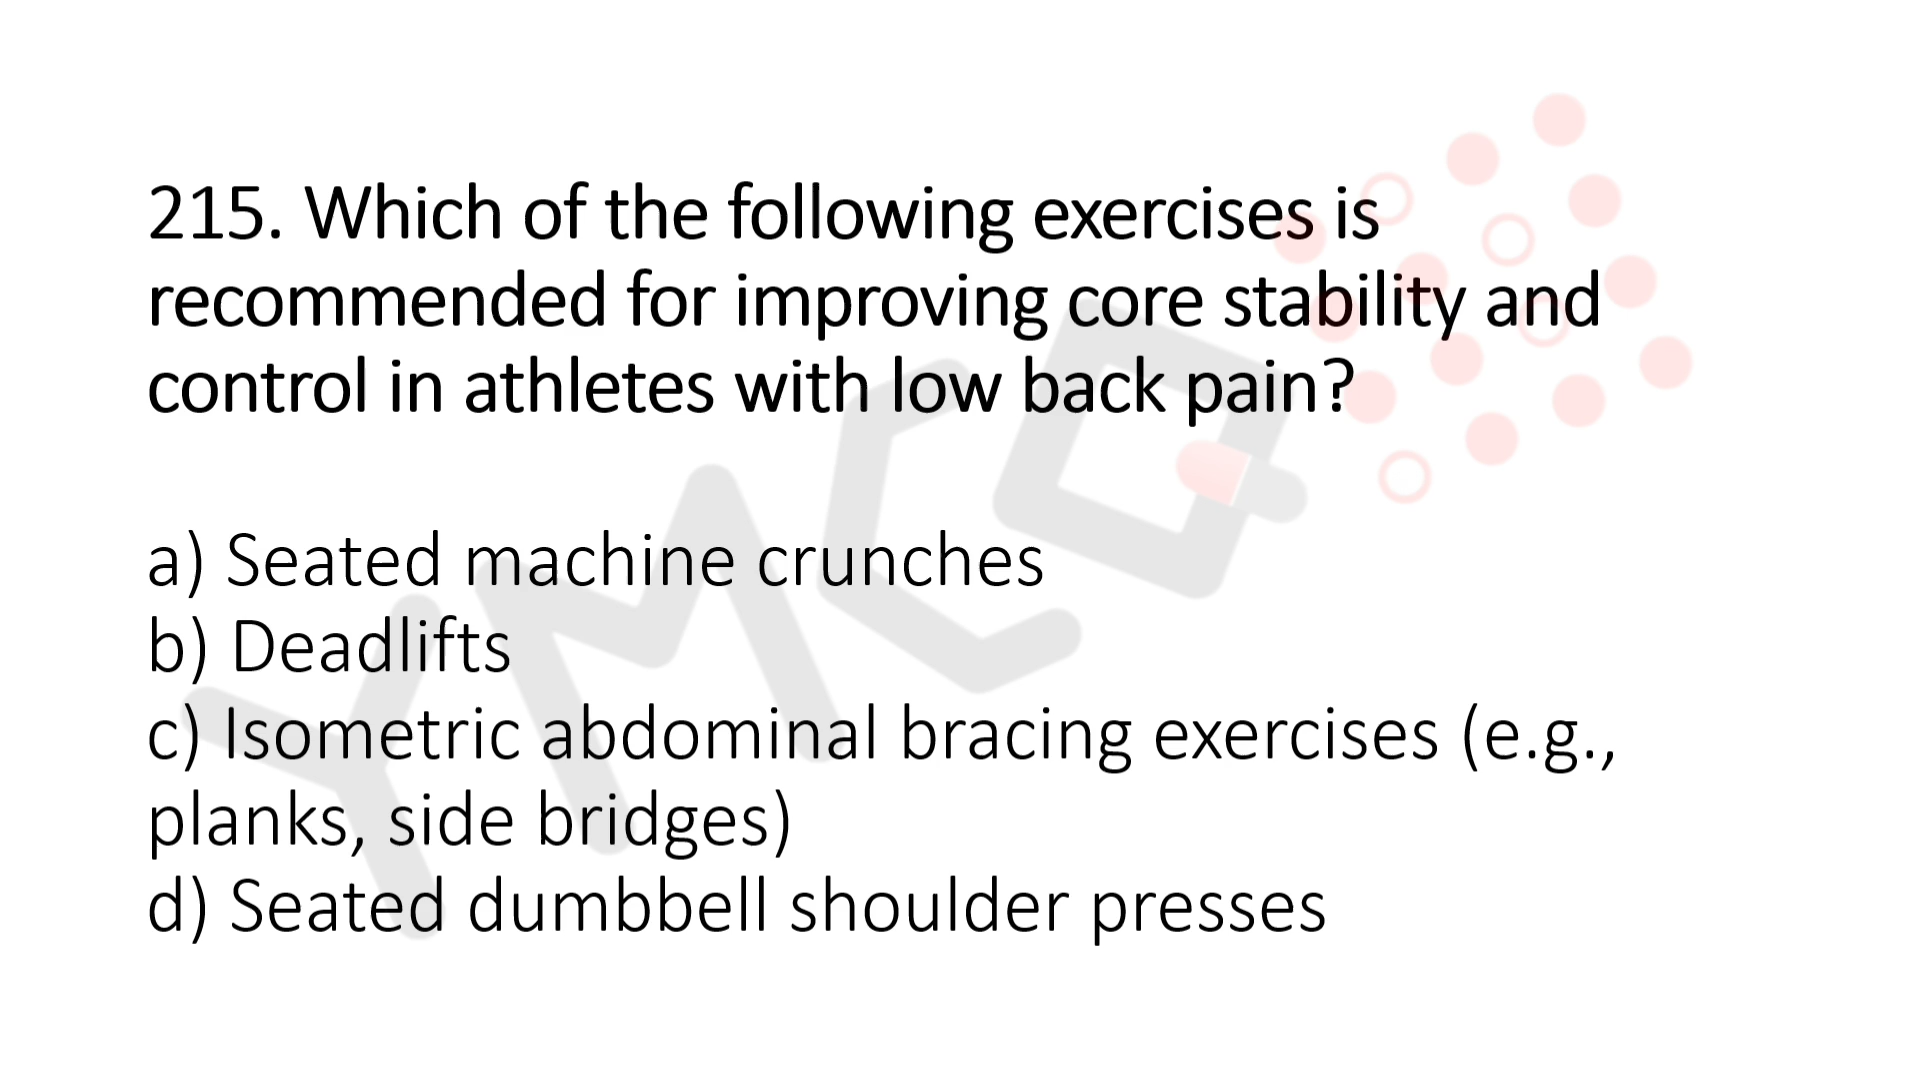 215. Which of the following exercises is
recommended for improving core stability and
control in athletes with low back pain?
a) Seated machine crunches
b) Deadlifts
c) Isometric abdominal bracing exercises (e.g.,
planks, side bridges)
d) Seated dumbbell shoulder presses
YMCQ